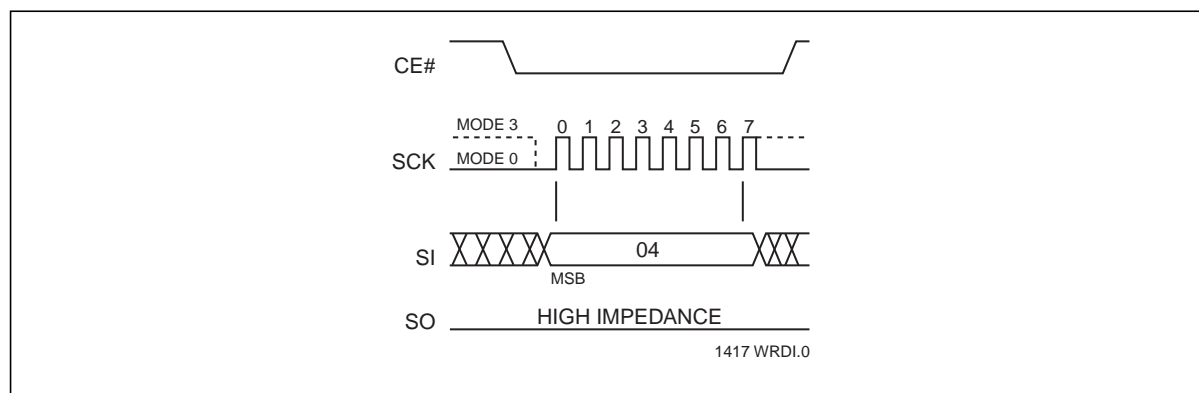 CE#
MODE 3
0 1 2 3 4 5 6 7
SCK
MODE 0
SI
04
MSB
SO
HIGH IMPEDANCE
1417 WRDI.0